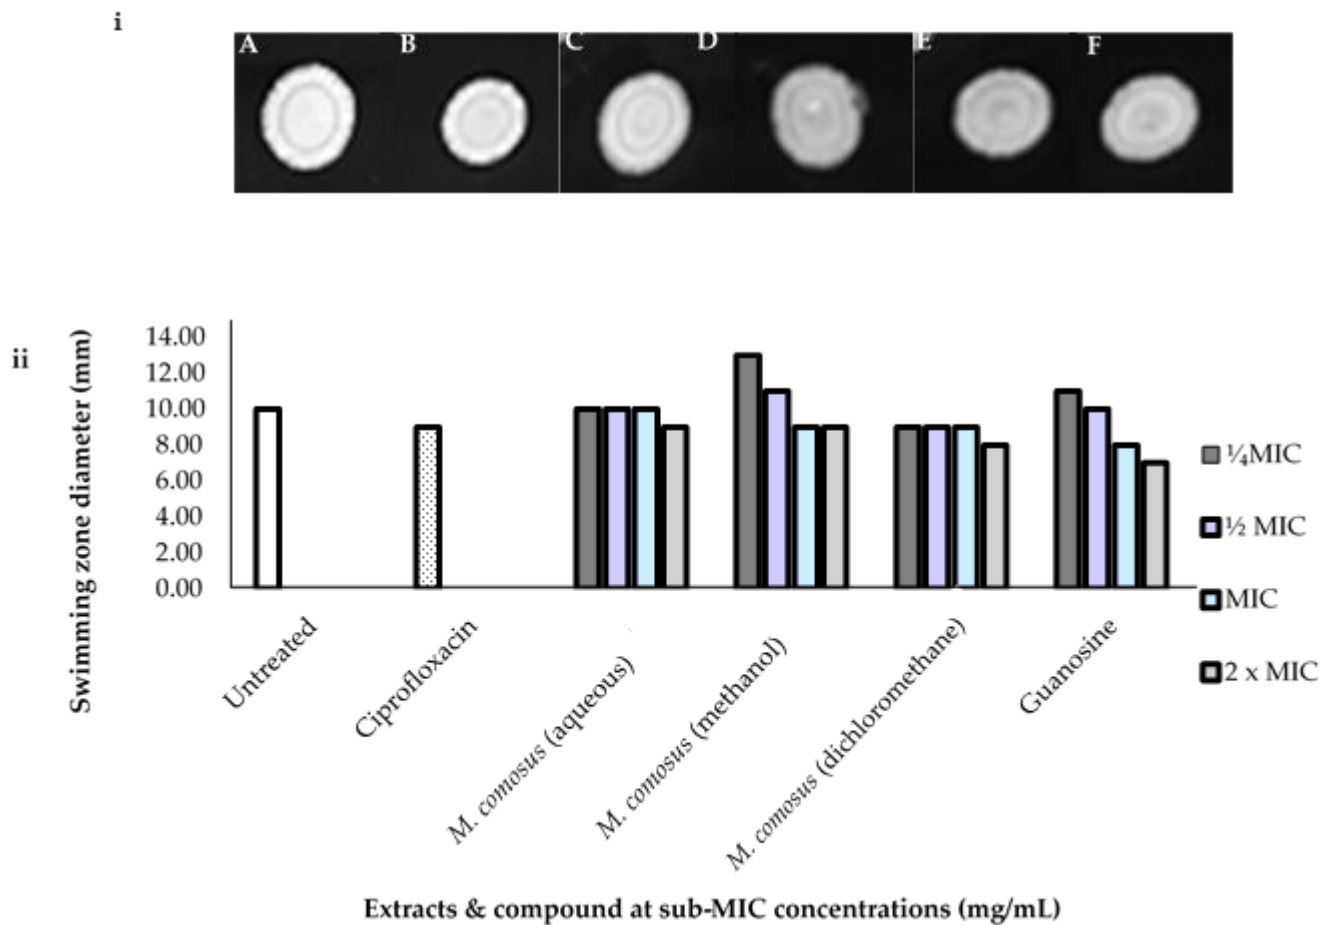 i
A B C D E F
ii
Swimming zone diameter (mm)
14.00
12.00
10.00
8.00
6.00
4.00
2.00
0.00
Untreated
Ciprofloxacin
M. comosus (aqueous)
M. comosus (methanol)
M. comosus (dichloromethane)
Guanosine
¼MIC
½ MIC
MIC
2 x MIC
Extracts & compound at sub-MIC concentrations (mg/mL)